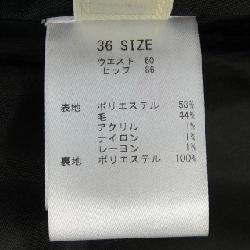 36 SIZE
ウエスト 60
ヒップ 86
表地 ポリエステル 53%
毛 44%
アクリル 1%
ナイロン 1%
レーヨン 1%
裏地 ポリエステル 100%